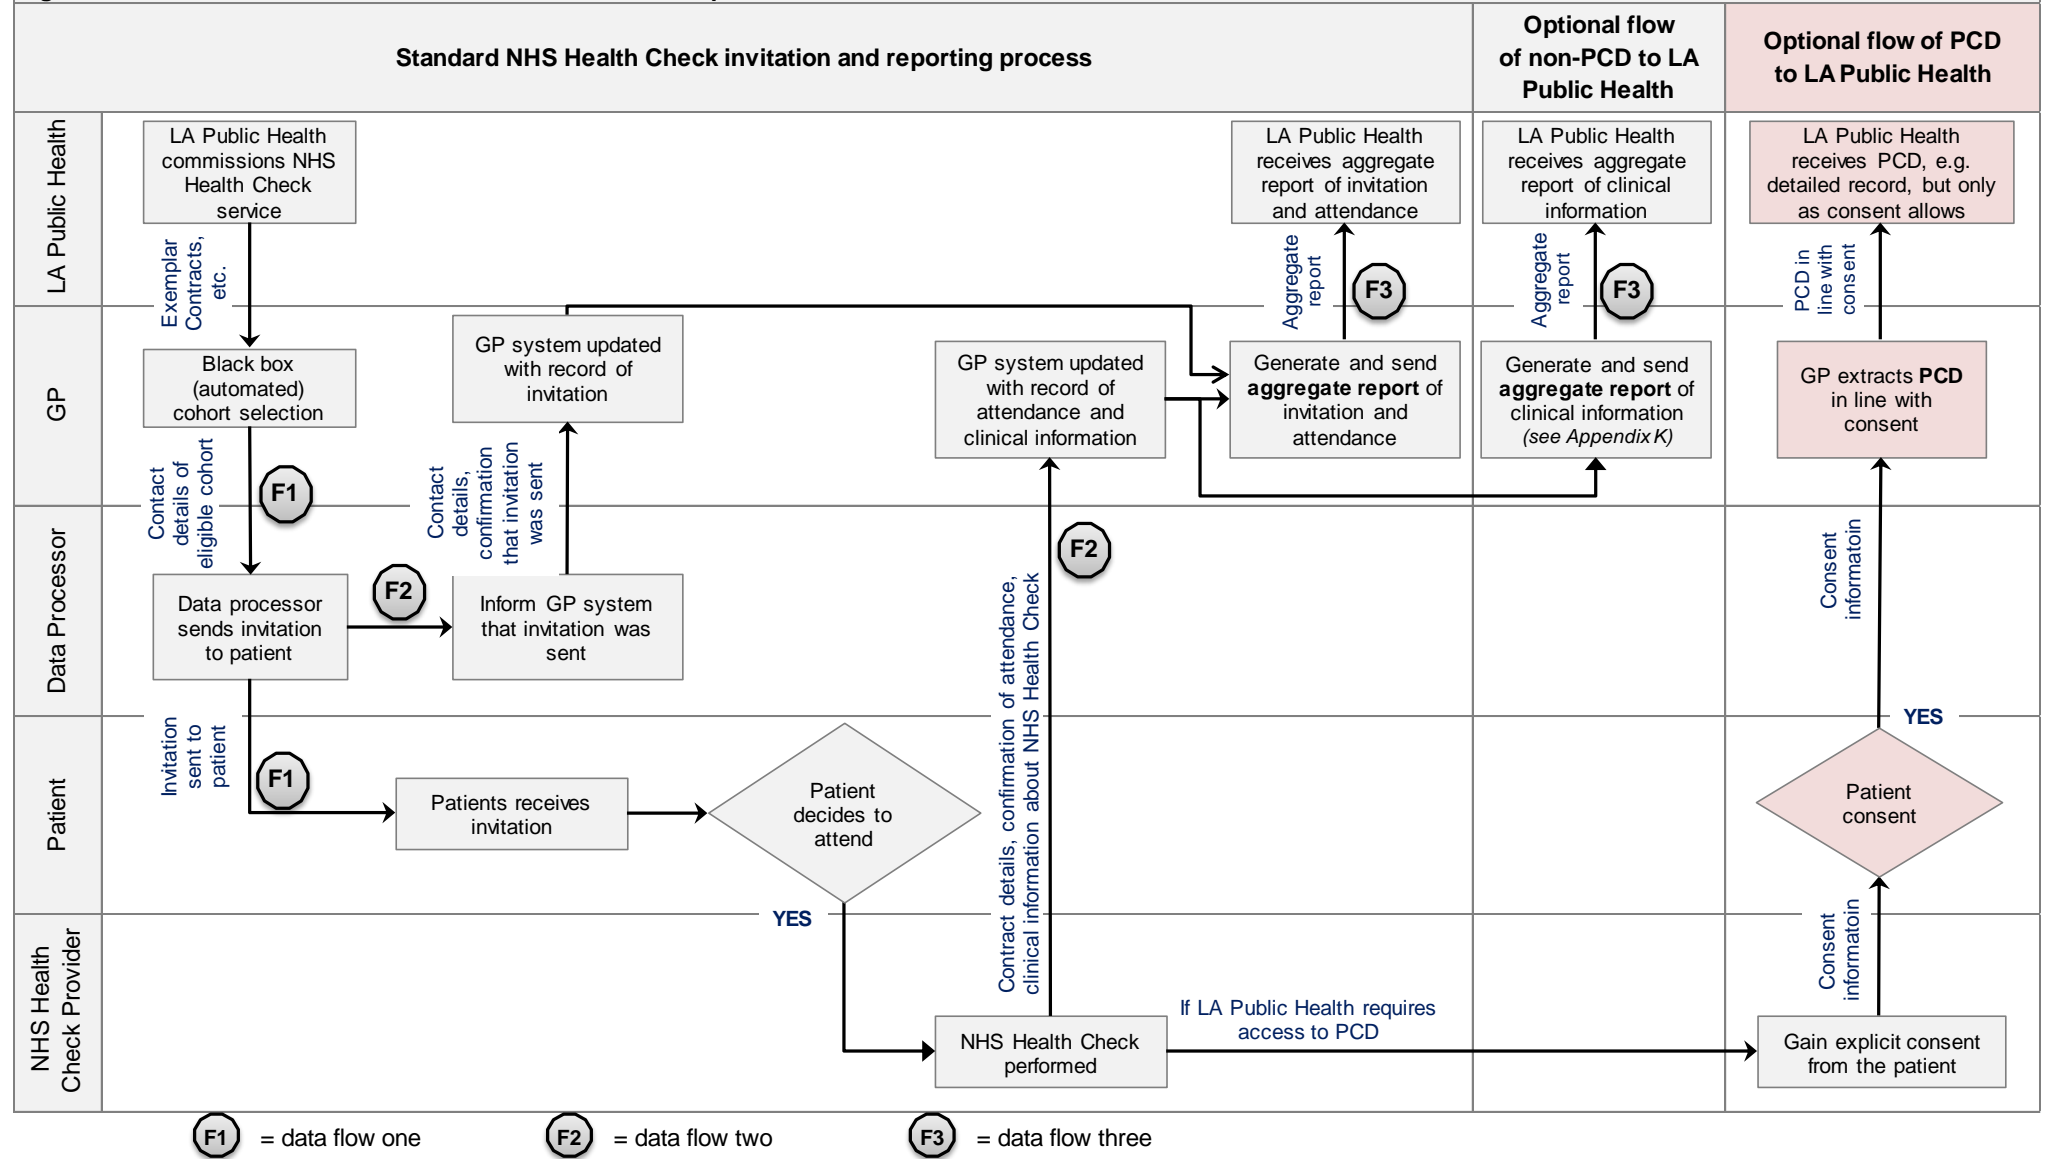 Standard NHS Health Check invitation and reporting process
Optional flow
of non-PCD to LA
Public Health
Optional flow of PCD
to LA Public Health
LA Public Health
LA Public Health
commissions NHS
Health Check
service
LA Public Health
receives aggregate
report of invitation
and attendance
LA Public Health
receives aggregate
report of clinical
information
LA Public Health
receives PCD, e.g.
detailed record, but only
as consent allows
Exemplar
Contracts,
etc.
Aggregate
report
F3
Aggregate
report
F3
PCD in
line with
consent
GP
Black box
(automated)
cohort selection
GP system updated
with record of
invitation
GP system updated
with record of
attendance and
clinical information
Generate and send
aggregate report of
invitation and
attendance
Generate and send
aggregate report of
clinical information
(see Appendix K)
GP extracts PCD
in line with
consent
Contact
details of
eligible cohort
F1
Contact
details,
confirmation
that invitation
was sent
Data Processor
Data processor
sends invitation
to patient
F2
Inform GP system
that invitation was
sent
F2
Contract details, confirmation of attendance,
clinical information about NHS Health Check
Consent
informatoin
Patient
Invitation
sent to
patient
F1
Patients receives
invitation
Patient
decides to
attend
YES
YES
Patient
consent
Consent
informatoin
NHS Health
Check Provider
NHS Health Check
performed
If LA Public Health requires
access to PCD
Gain explicit consent
from the patient
F1 = data flow one
F2 = data flow two
F3 = data flow three